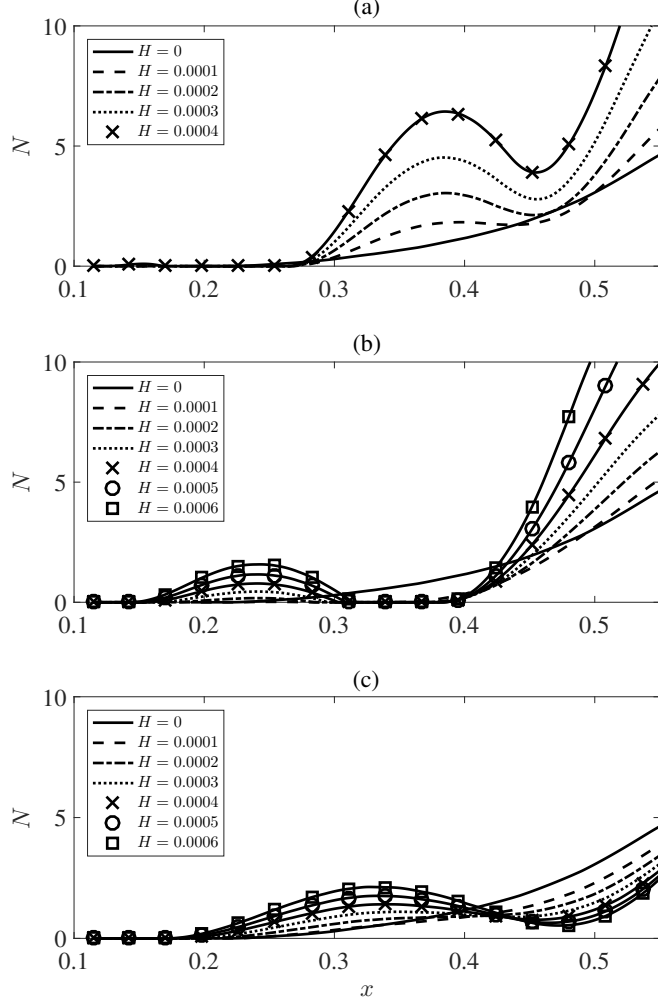 (a)
10
5
0
N
H = 0
H = 0.0001
H = 0.0002
H = 0.0003
H = 0.0004
0.1 0.2 0.3 0.4 0.5
(b)
10
5
0
N
H = 0
H = 0.0001
H = 0.0002
H = 0.0003
H = 0.0004
H = 0.0005
H = 0.0006
0.1 0.2 0.3 0.4 0.5
(c)
10
5
0
N
H = 0
H = 0.0001
H = 0.0002
H = 0.0003
H = 0.0004
H = 0.0005
H = 0.0006
0.1 0.2 0.3 0.4 0.5
x